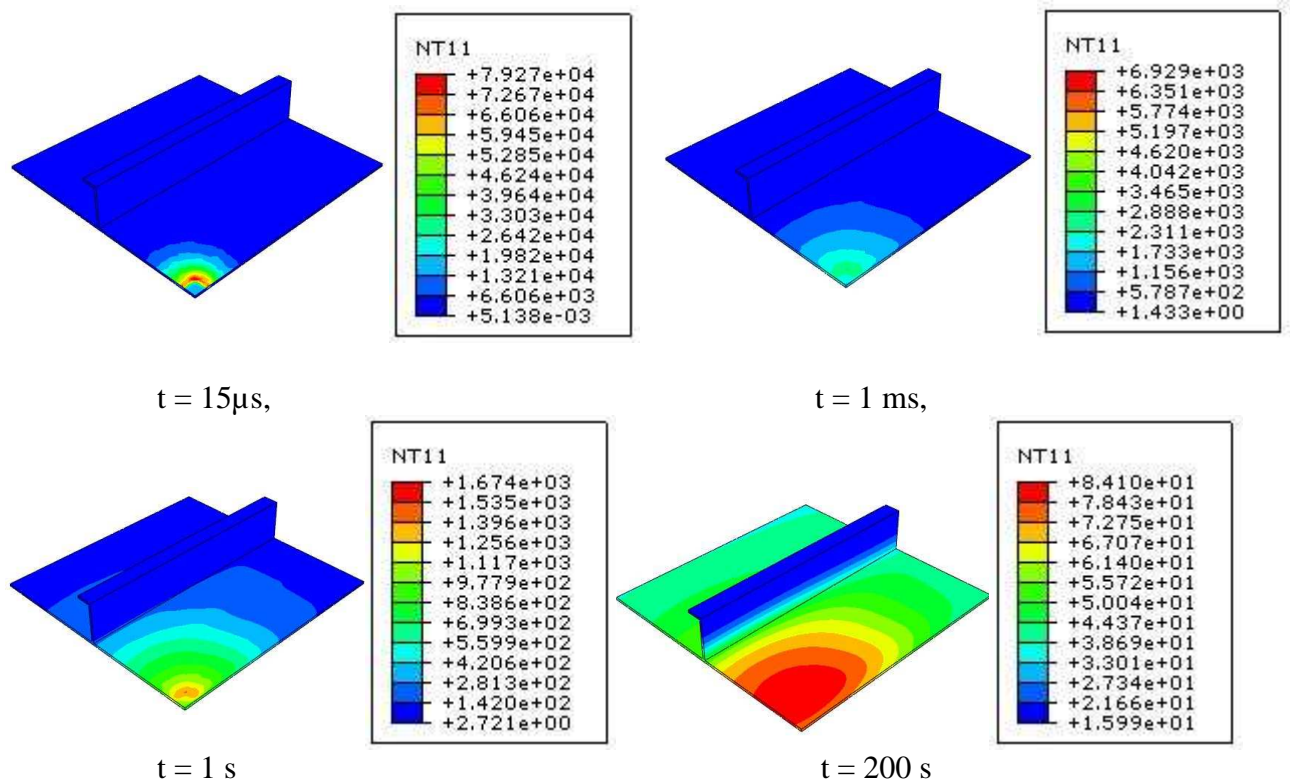 NT11
+7.927e+04
+7.267e+04
+6.606e+04
+5.945e+04
+5.285e+04
+4.624e+04
+3.964e+04
+3.303e+04
+2.642e+04
+1.982e+04
+1.321e+04
+6.606e+03
+5.138e-03
t = 15µs,
NT11
+6.929e+03
+6.351e+03
+5.774e+03
+5.197e+03
+4.620e+03
+4.042e+03
+3.465e+03
+2.888e+03
+2.311e+03
+1.733e+03
+1.156e+03
+5.787e+02
+1.433e+00
t = 1 ms,
NT11
+1.674e+03
+1.535e+03
+1.396e+03
+1.256e+03
+1.117e+03
+9.779e+02
+8.386e+02
+6.993e+02
+5.599e+02
+4.206e+02
+2.813e+02
+1.420e+02
+2.721e+00
t = 1 s
NT11
+8.410e+01
+7.843e+01
+7.275e+01
+6.707e+01
+6.140e+01
+5.572e+01
+5.004e+01
+4.437e+01
+3.869e+01
+3.301e+01
+2.734e+01
+2.166e+01
+1.599e+01
t = 200 s